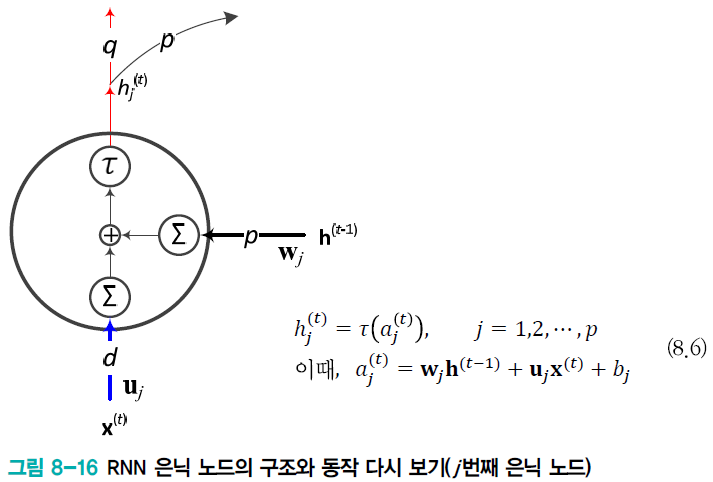 q
p
h_j^(t)
τ
+
Σ
p
h^(t-1)
w_j
Σ
d
u_j
x^(t)
h_j^(t) = τ(a_j^(t)), j = 1,2,⋯,p
이때, a_j^(t) = w_j h^(t−1) + u_j x^(t) + b_j
(8.6)
그림 8-16 RNN 은닉 노드의 구조와 동작 다시 보기(j번째 은닉 노드)